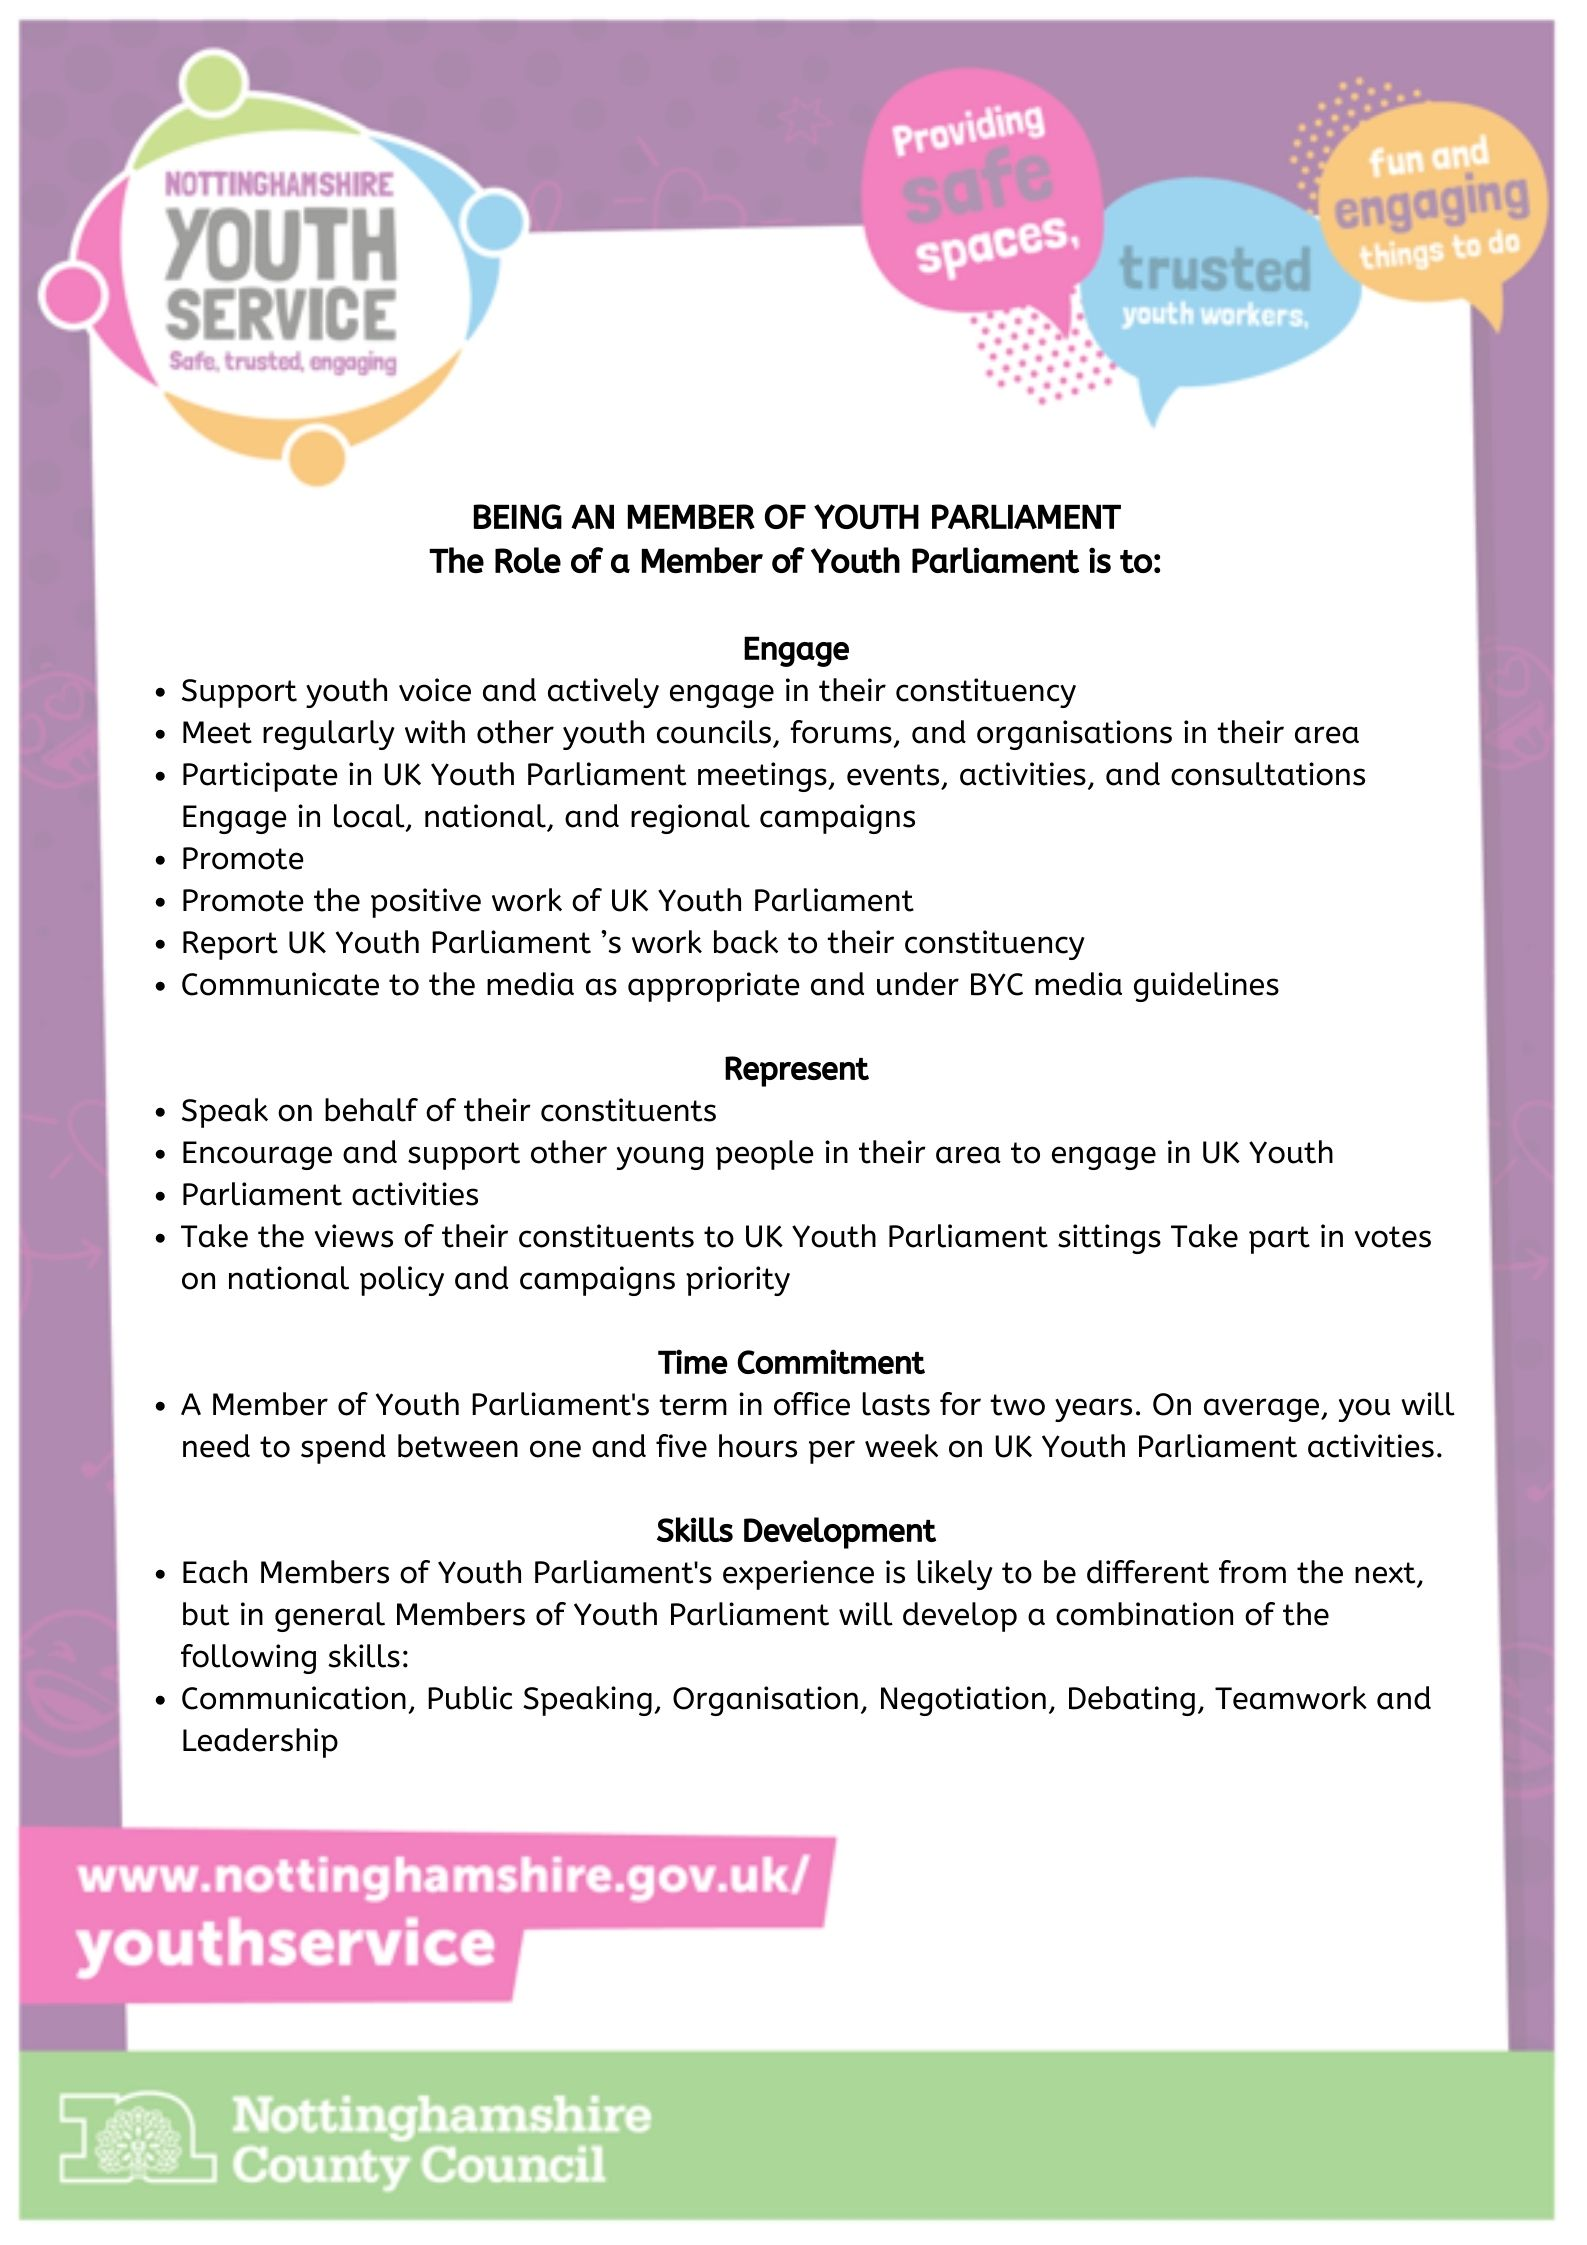 NOTTINGHAMSHIRE
YOUTH
SERVICE
Safe, trusted, engaging
Providing
safe
spaces,
trusted
youth workers,
fun and
engaging
things to do
BEING AN MEMBER OF YOUTH PARLIAMENT
The Role of a Member of Youth Parliament is to:
Engage
• Support youth voice and actively engage in their constituency
• Meet regularly with other youth councils, forums, and organisations in their area
• Participate in UK Youth Parliament meetings, events, activities, and consultations
Engage in local, national, and regional campaigns
• Promote
• Promote the positive work of UK Youth Parliament
• Report UK Youth Parliament ’s work back to their constituency
• Communicate to the media as appropriate and under BYC media guidelines
Represent
• Speak on behalf of their constituents
• Encourage and support other young people in their area to engage in UK Youth
• Parliament activities
• Take the views of their constituents to UK Youth Parliament sittings Take part in votes
on national policy and campaigns priority
Time Commitment
• A Member of Youth Parliament's term in office lasts for two years. On average, you will
need to spend between one and five hours per week on UK Youth Parliament activities.
Skills Development
• Each Members of Youth Parliament's experience is likely to be different from the next,
but in general Members of Youth Parliament will develop a combination of the
following skills:
• Communication, Public Speaking, Organisation, Negotiation, Debating, Teamwork and
Leadership
www.nottinghamshire.gov.uk/
youthservice
Nottinghamshire
County Council